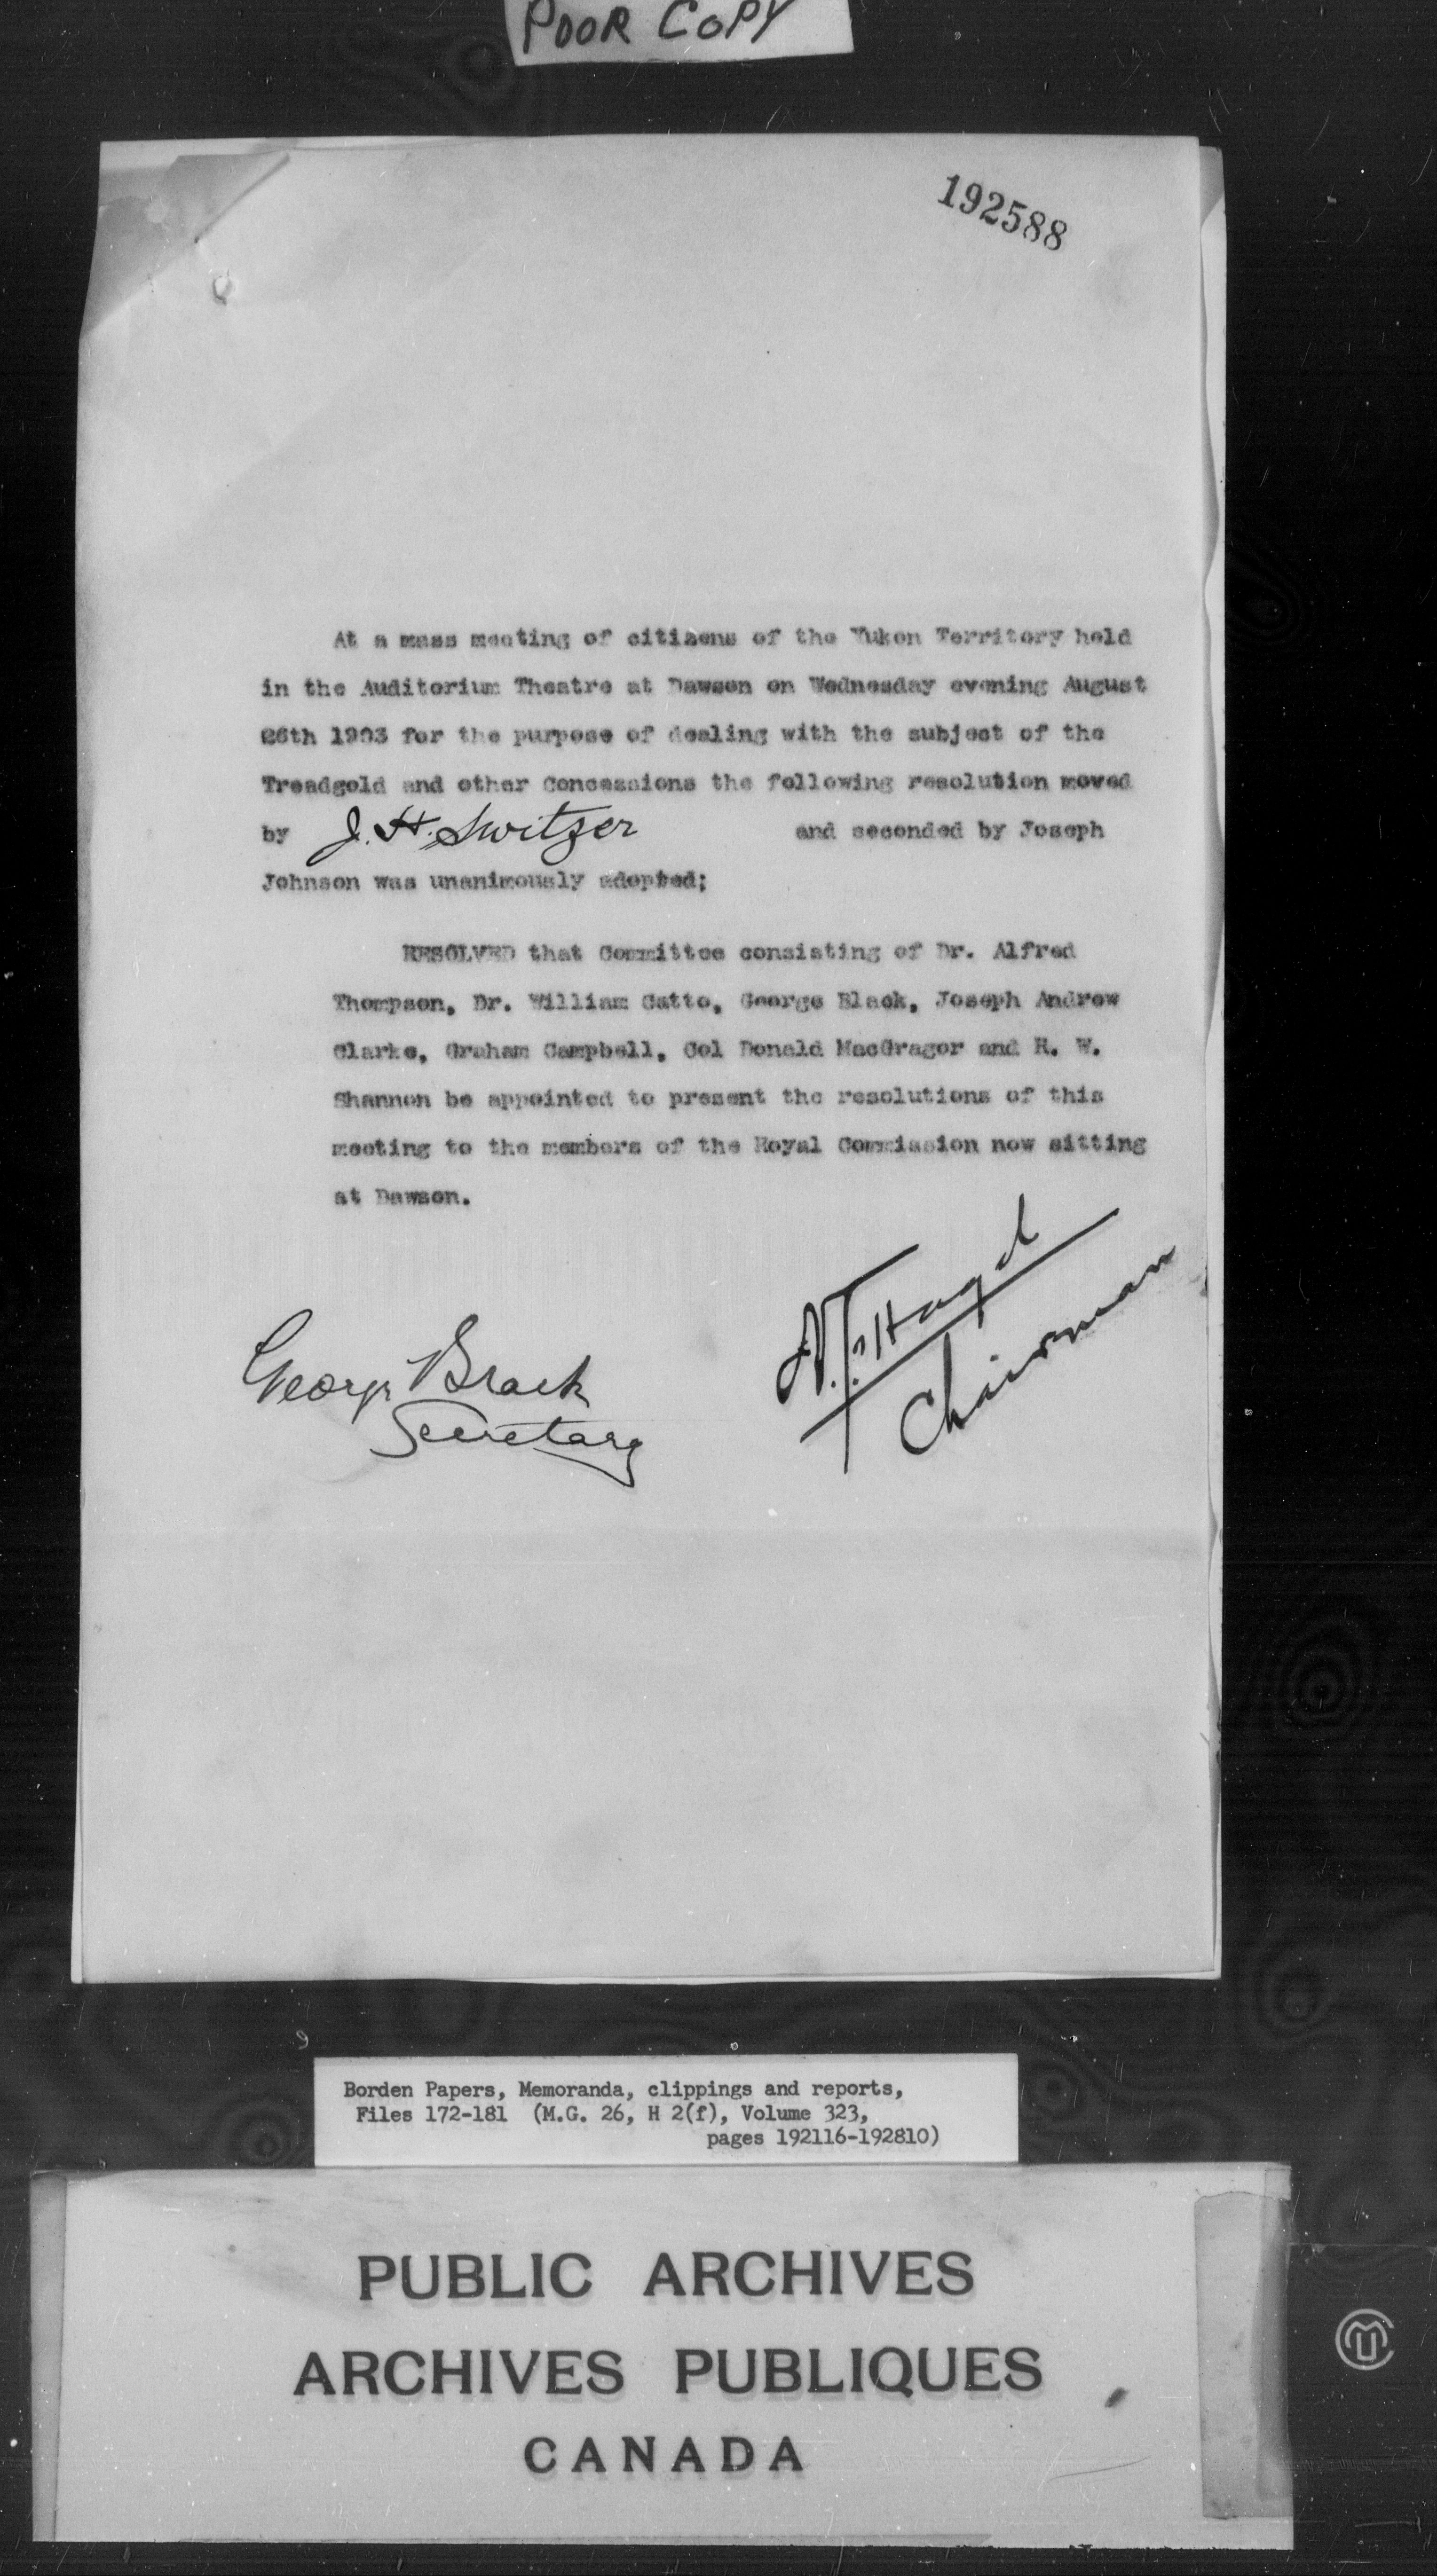 POOR COPY
192588
At a mass meeting of citizens of the Yukon Territory held
in the Auditorium Theatre at Dawson on Wednesday evening August
26th 1903 for the purpose of dealing with the subject of the
Treadgold and other Concessions the following resolution moved
by J. H. Switzer and seconded by Joseph
Johnson was unanimously adopted;
RESOLVED that Committee consisting of Dr. Alfred
Thompson, Dr. William Catto, George Black, Joseph Andrew
Clarke, Graham Campbell, Col Donald MacGragor and R. W.
Shannon be appointed to present the resolutions of this
meeting to the members of the Royal Commission now sitting
at Dawson.
George Black
Secretary
N. F. Hagel
Chairman
Borden Papers, Memoranda, clippings and reports,
Files 172-181 (M.G. 26, H 2(f), Volume 323,
pages 192116-192810)
PUBLIC ARCHIVES
ARCHIVES PUBLIQUES
CANADA